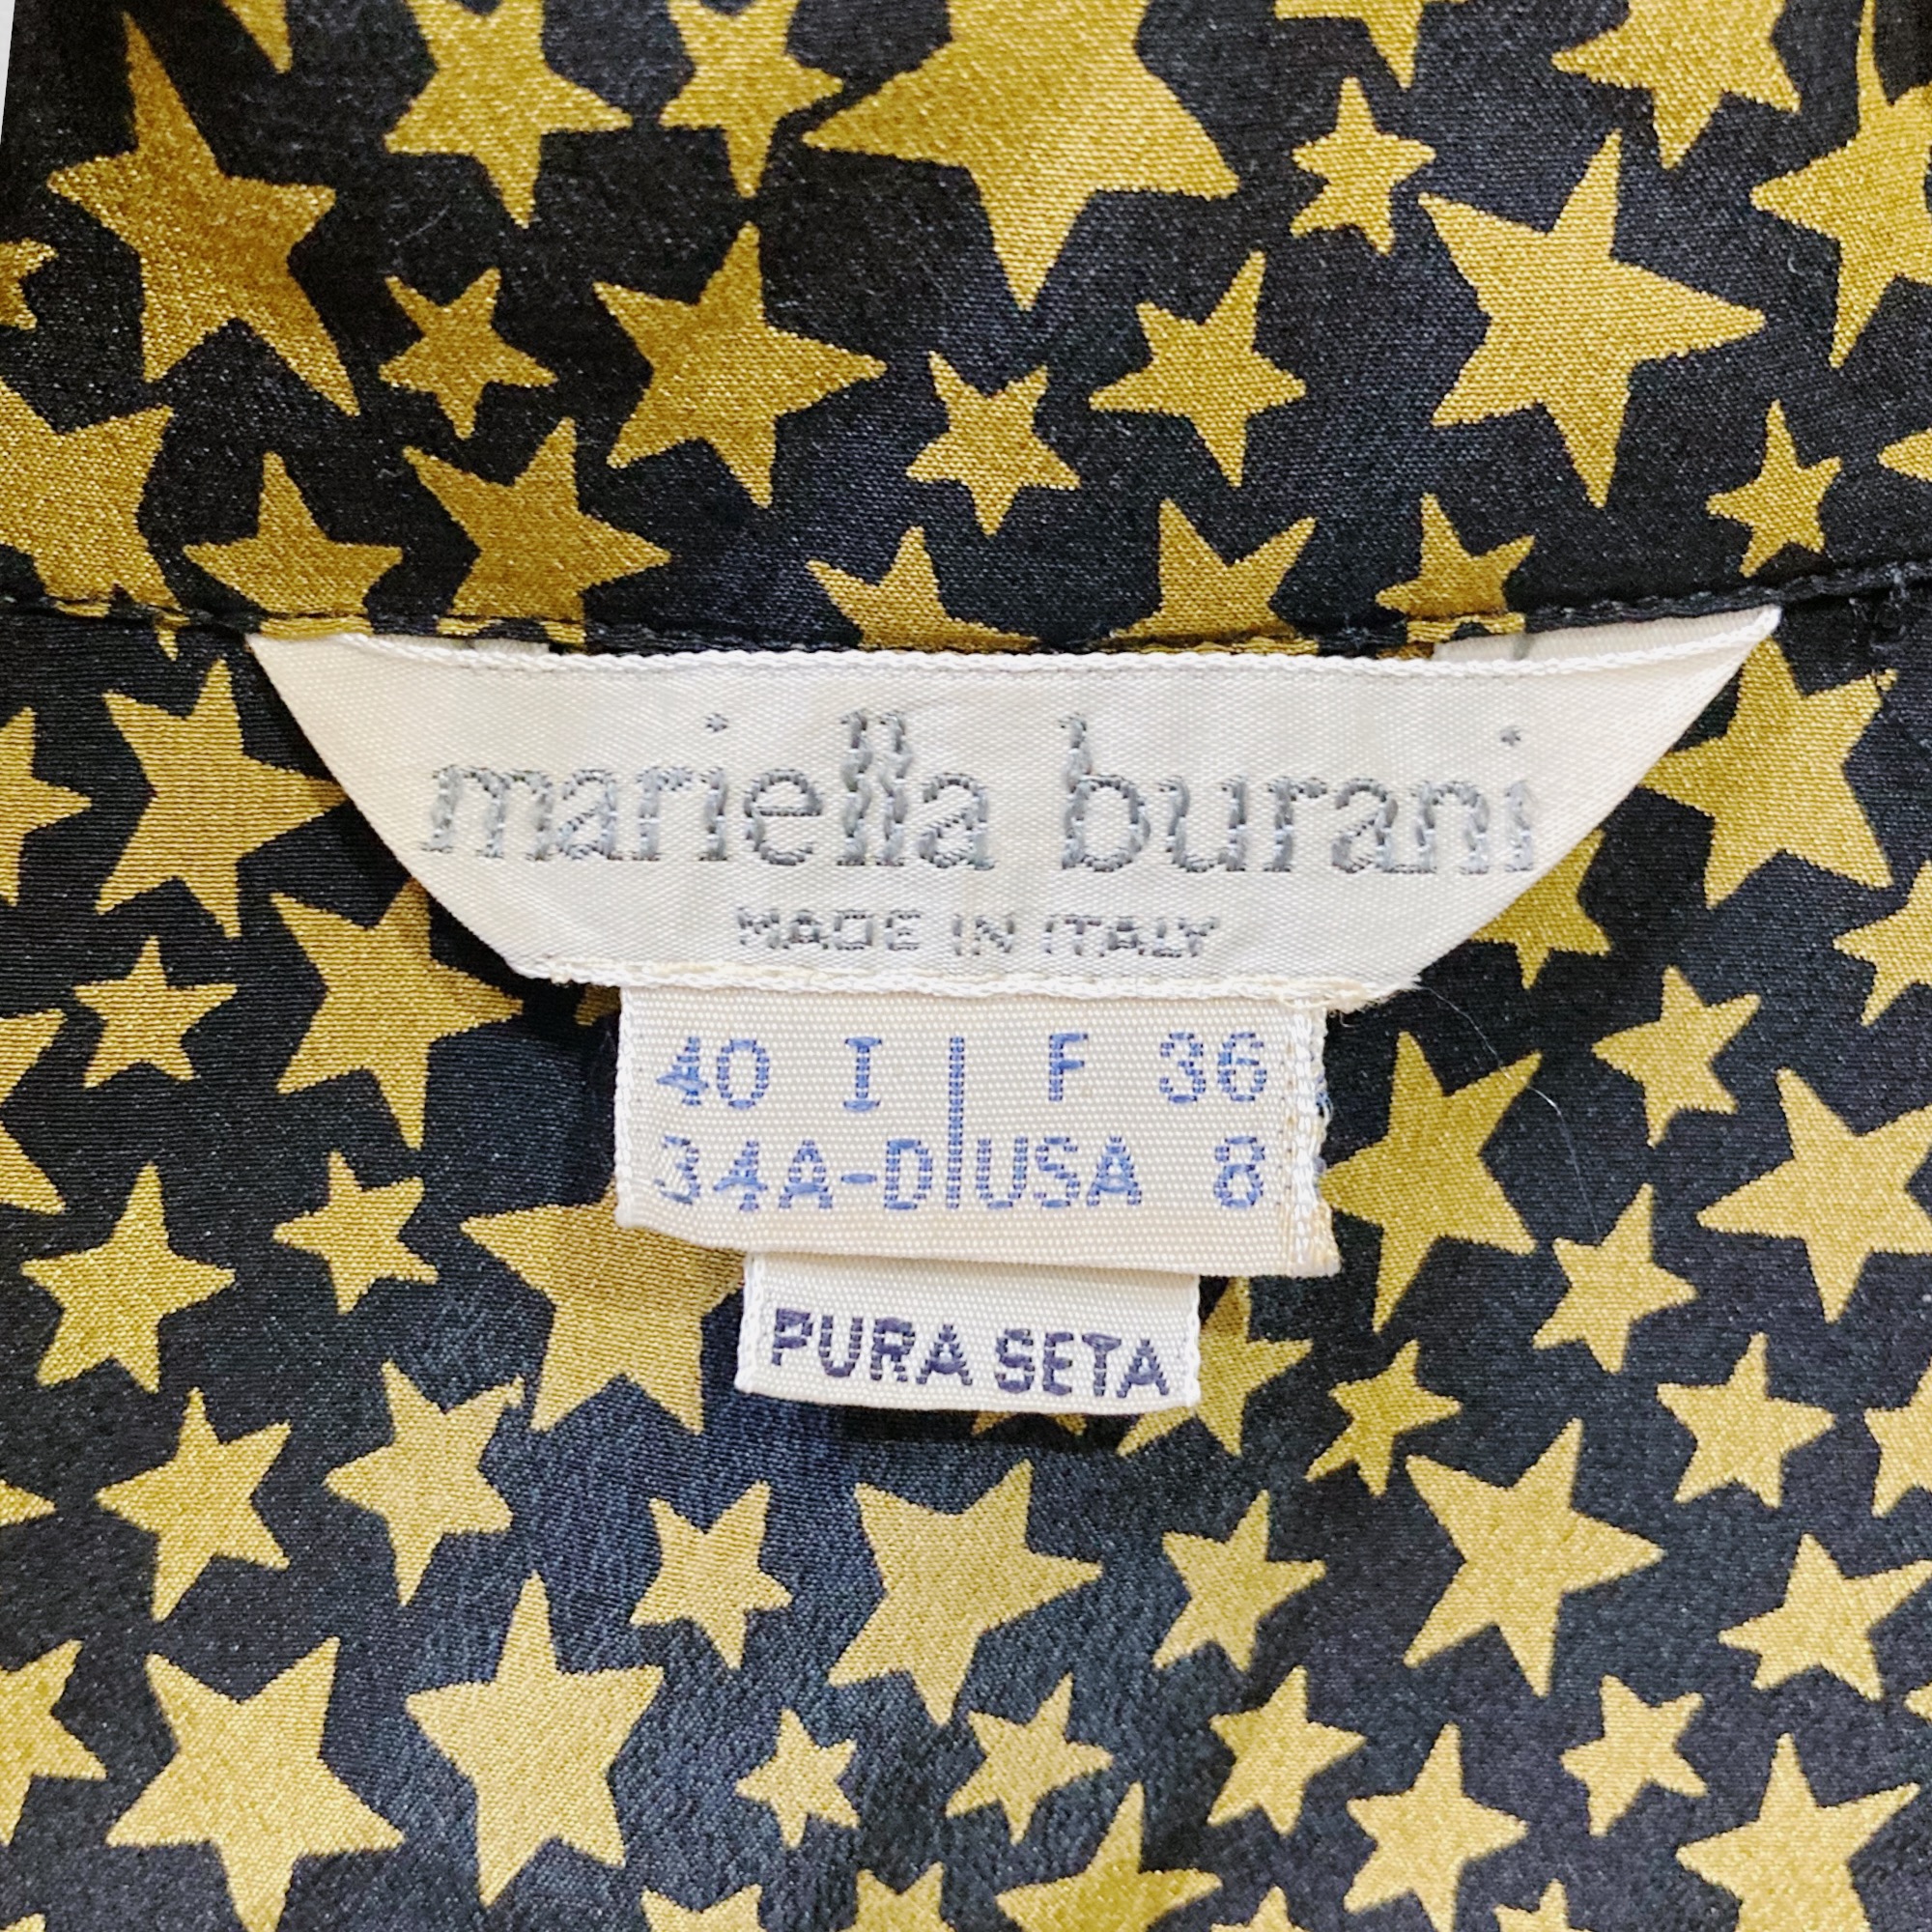 mariella burani
MADE IN ITALY
40 I | F 36
34A-D | USA 8
PURA SETA